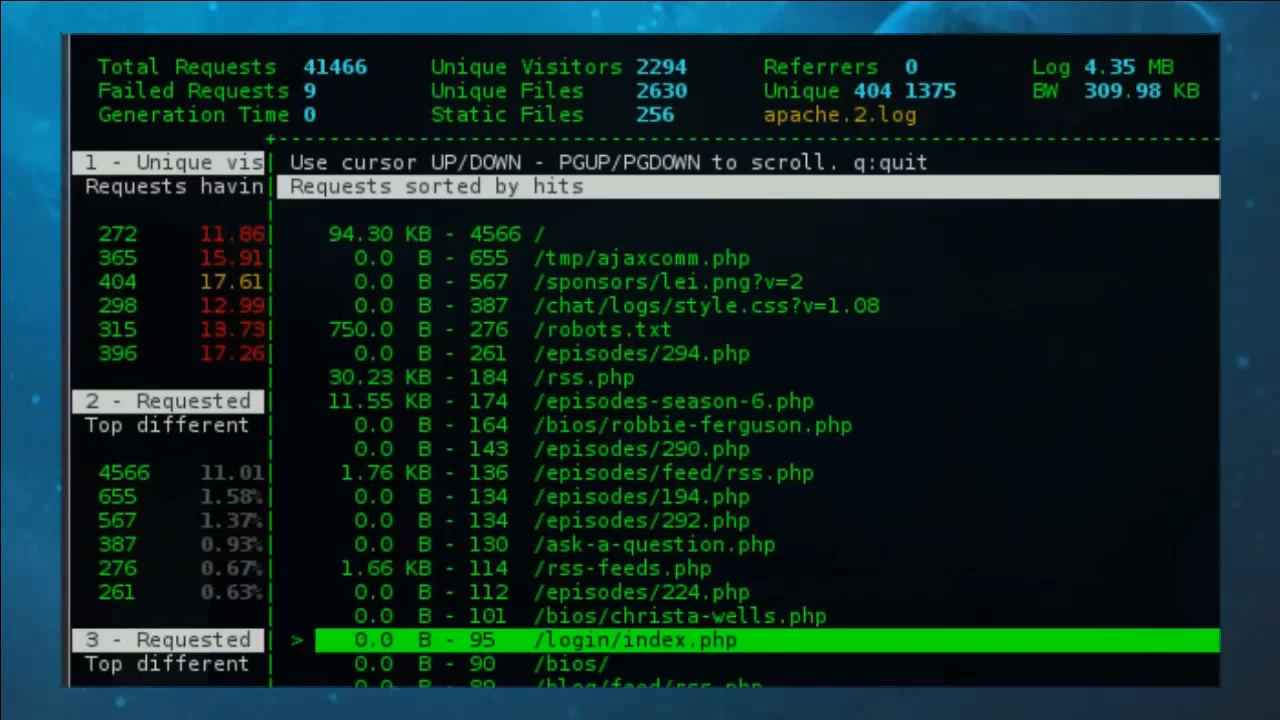 Total Requests 41466 Unique Visitors 2294 Referrers 0 Log 4.35 MB
Failed Requests 9 Unique Files 2630 Unique 404 1375 BW 309.98 KB
Generation Time 0 Static Files 256 apache.2.log
1 - Unique vis
Requests havin
272 11.86
365 15.91
404 17.61
298 12.99
315 13.73
396 17.26
2 - Requested
Top different
4566 11.01
655 1.58%
567 1.37%
387 0.93%
276 0.67%
261 0.63%
3 - Requested
Top different
Use cursor UP/DOWN - PGUP/PGDOWN to scroll. q:quit
Requests sorted by hits
94.30 KB - 4566 /
0.0 B - 655 /tmp/ajaxcomm.php
0.0 B - 567 /sponsors/lei.png?v=2
0.0 B - 387 /chat/logs/style.css?v=1.08
750.0 B - 276 /robots.txt
0.0 B - 261 /episodes/294.php
30.23 KB - 184 /rss.php
11.55 KB - 174 /episodes-season-6.php
0.0 B - 164 /bios/robbie-ferguson.php
0.0 B - 143 /episodes/290.php
1.76 KB - 136 /episodes/feed/rss.php
0.0 B - 134 /episodes/194.php
0.0 B - 134 /episodes/292.php
0.0 B - 130 /ask-a-question.php
1.66 KB - 114 /rss-feeds.php
0.0 B - 112 /episodes/224.php
0.0 B - 101 /bios/christa-wells.php
> 0.0 B - 95 /login/index.php
0.0 B - 90 /bios/
0.0 B - 89 /blog/feed/rss.php